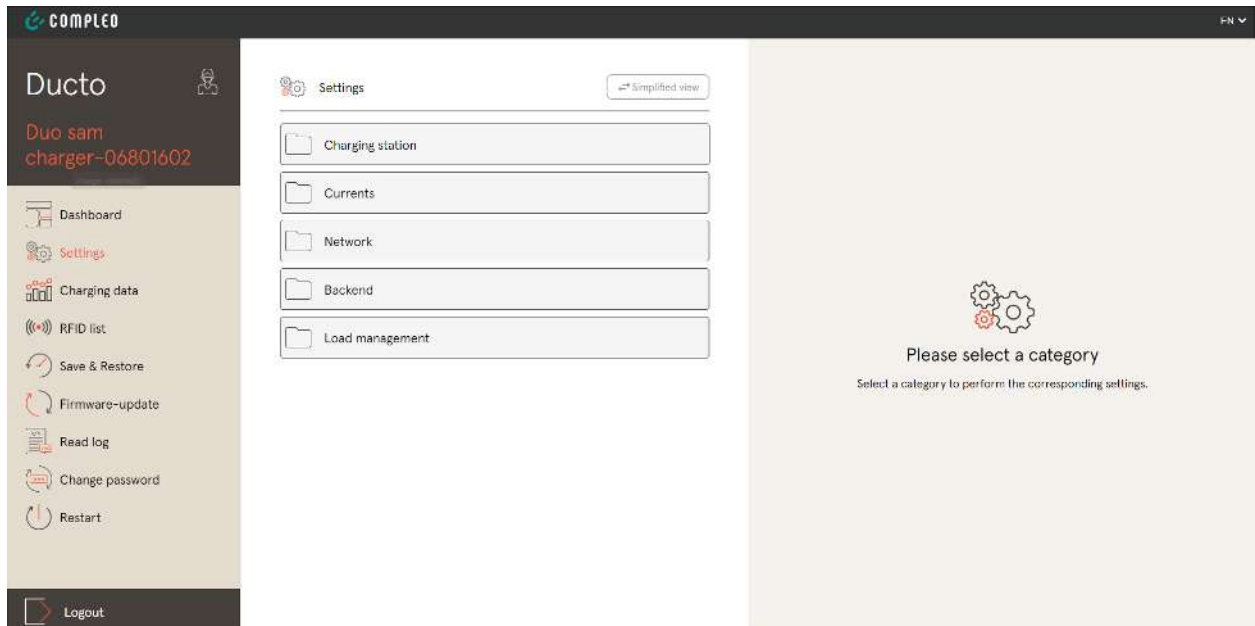 COMPLEO
EN
Ducto
Duo sam
charger-06801602
Dashboard
Settings
Charging data
RFID list
Save & Restore
Firmware-update
Read log
Change password
Restart
Logout
Settings
Simplified view
Charging station
Currents
Network
Backend
Load management
Please select a category
Select a category to perform the corresponding settings.